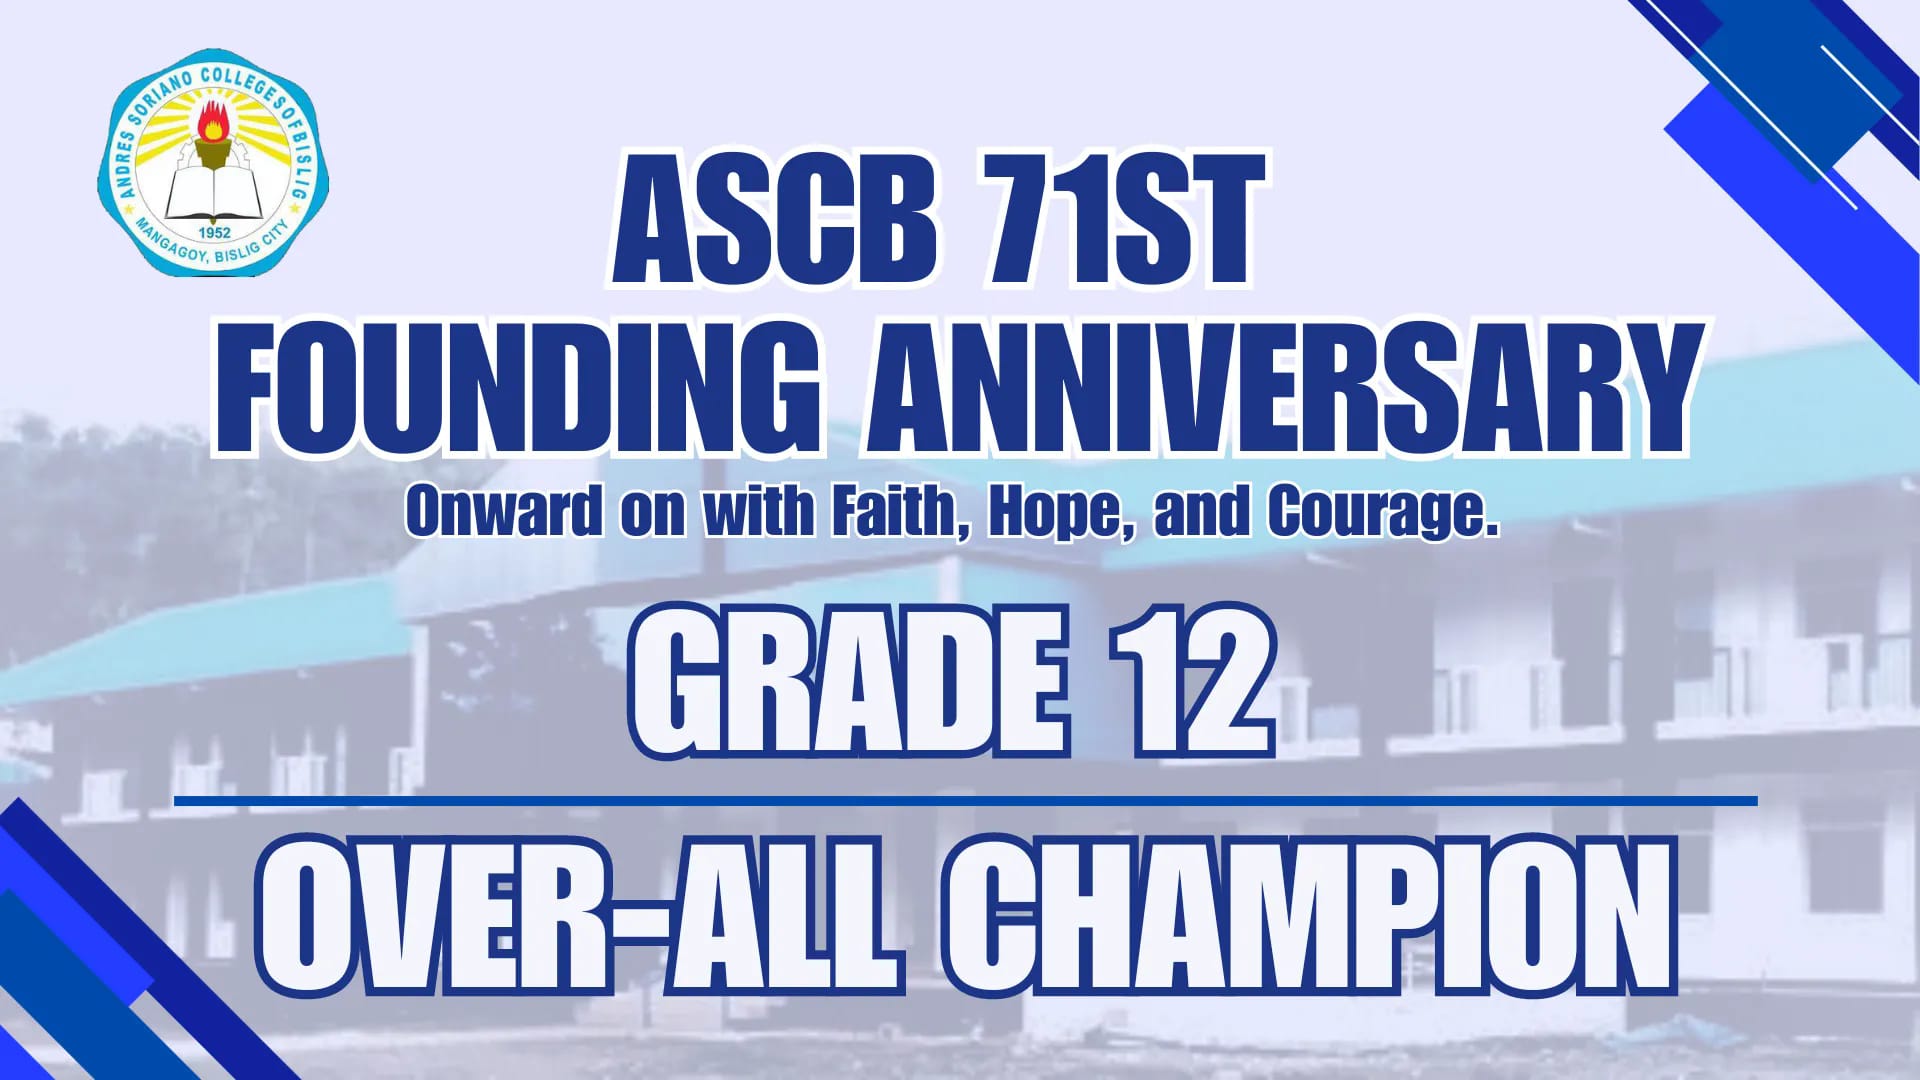 ANDRES SORIANO COLLEGES OF BISLIG
1952
MANGAGOY, BISLIG CITY
ASCB 71ST
FOUNDING ANNIVERSARY
Onward on with Faith, Hope, and Courage.
GRADE 12
OVER-ALL CHAMPION